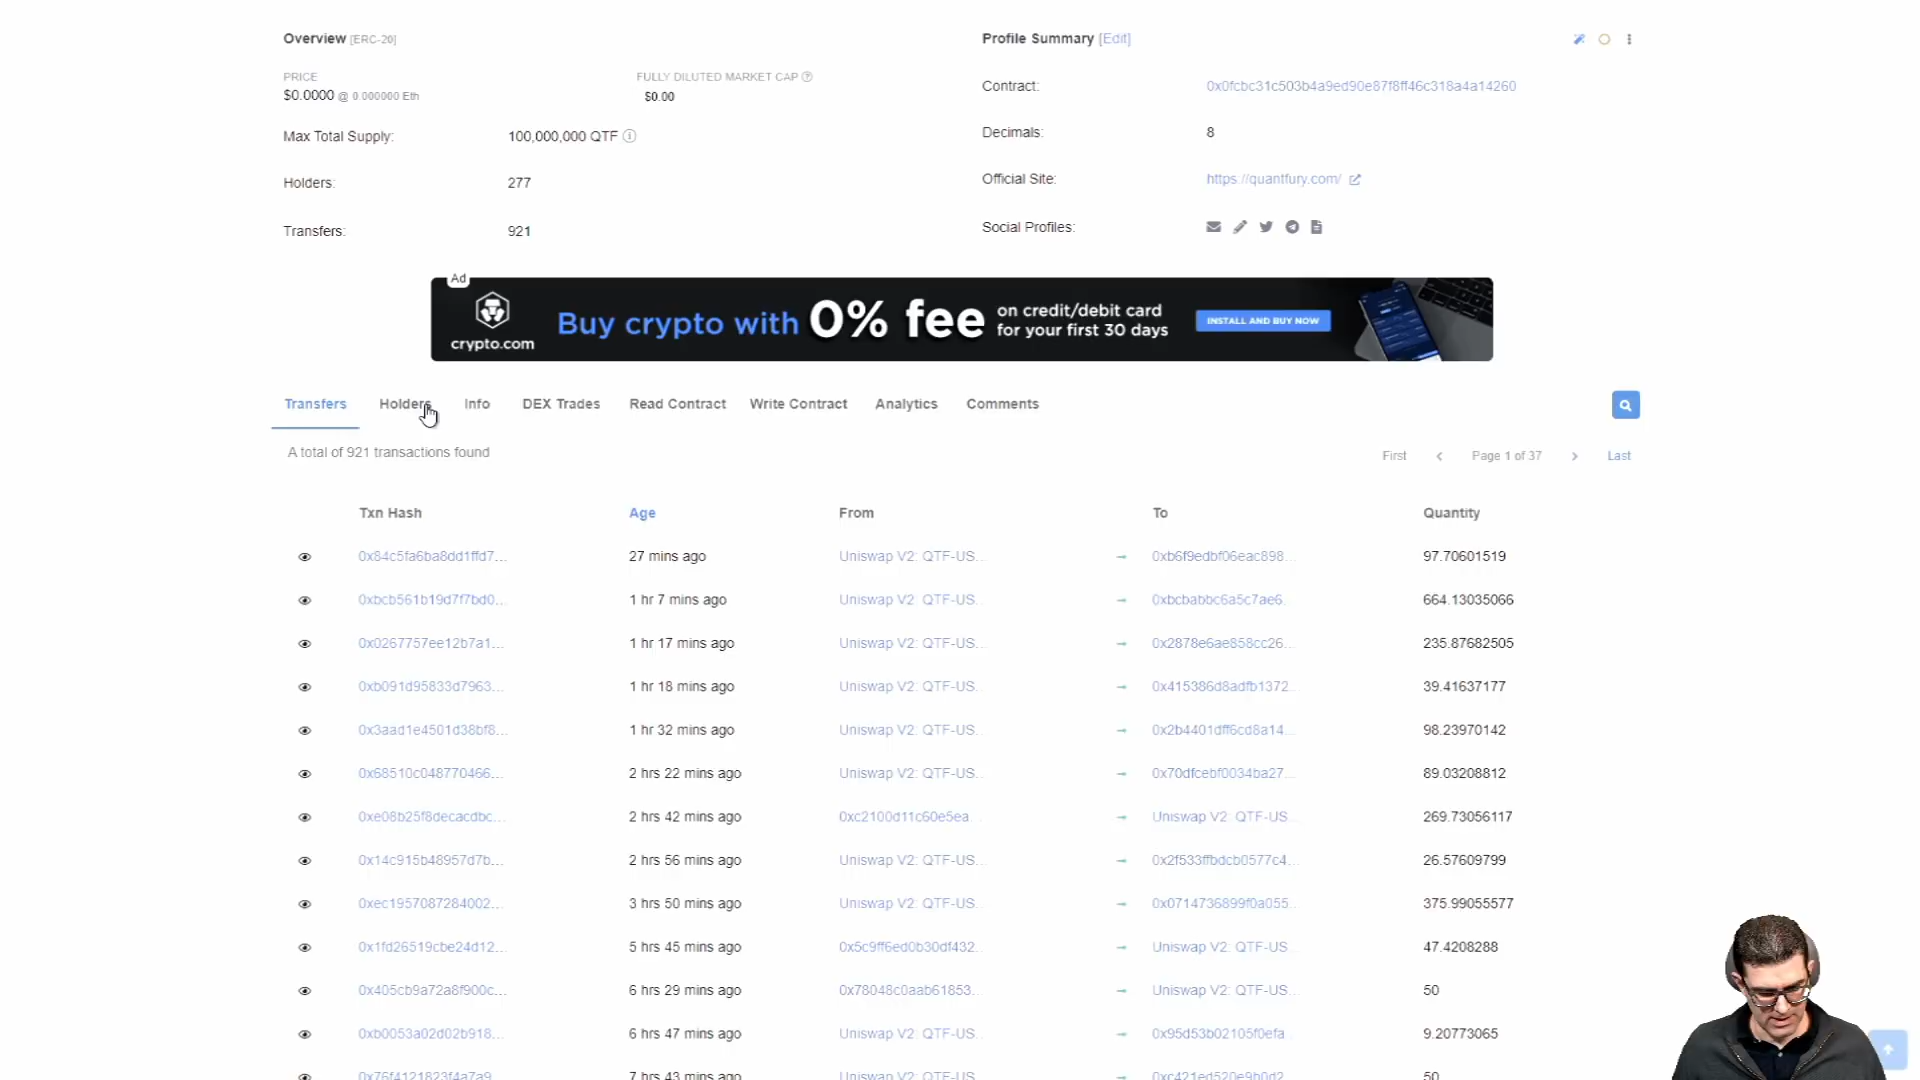 Overview [ERC-20]
PRICE
$0.0000 @ 0.000000 Eth
FULLY DILUTED MARKET CAP
$0.00
Max Total Supply:
100,000,000 QTF
Holders:
277
Transfers:
921
Profile Summary [Edit]
Contract:
0x0fcbc31c503b4a9ed90e87f8ff46c318a4a14260
Decimals:
8
Official Site:
https://quantfury.com/
Social Profiles:
Ad
crypto.com
Buy crypto with 0% fee
on credit/debit card
for your first 30 days
INSTALL AND BUY NOW
Transfers Holders Info DEX Trades Read Contract Write Contract Analytics Comments
A total of 921 transactions found
First < Page 1 of 37 > Last
Txn Hash Age From To Quantity
0x84c5fa6ba8dd1ffd7... 27 mins ago Uniswap V2: QTF-US... → 0xb6f9edbf06eac898... 97.70601519
0xbcb561b19d7f7bd0... 1 hr 7 mins ago Uniswap V2: QTF-US... → 0xbcbabbc6a5c7ae6... 664.13035066
0x0267757ee12b7a1... 1 hr 17 mins ago Uniswap V2: QTF-US... → 0x2878e6ae858cc26... 235.87682505
0xb091d95833d7963... 1 hr 18 mins ago Uniswap V2: QTF-US... → 0x415386d8adfb1372... 39.41637177
0x3aad1e4501d38bf8... 1 hr 32 mins ago Uniswap V2: QTF-US... → 0x2b4401dff6cd8a14... 98.23970142
0x68510c048770466... 2 hrs 22 mins ago Uniswap V2: QTF-US... → 0x70dfcebf0034ba27... 89.03208812
0xe08b25f8decacdbc... 2 hrs 42 mins ago 0xc2100d11c60e5ea... → Uniswap V2: QTF-US... 269.73056117
0x14c915b48957d7b... 2 hrs 56 mins ago Uniswap V2: QTF-US... → 0x2f533ffbdcb0577c4... 26.57609799
0xec1957087284002... 3 hrs 50 mins ago Uniswap V2: QTF-US... → 0x0714736899f0a055... 375.99055577
0x1fd26519cbe24d12... 5 hrs 45 mins ago 0x5c9ff6ed0b30df432... → Uniswap V2: QTF-US... 47.4208288
0x405cb9a72a8f900c... 6 hrs 29 mins ago 0x78048c0aab61853... → Uniswap V2: QTF-US... 50
0xb0053a02d02b918... 6 hrs 47 mins ago Uniswap V2: QTF-US... → 0x95d53b02105f0efa... 9.20773065
0x76f4121823f4a7a9... 7 hrs 43 mins ago Uniswap V2: QTF-US... → 0xc421ed520e9b0d2... 50